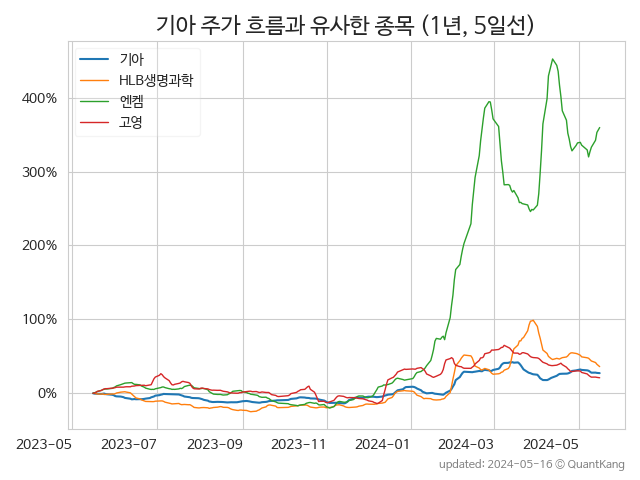 기아 주가 흐름과 유사한 종목 (1년, 5일선)
기아
HLB생명과학
엔켐
고영
400%
300%
200%
100%
0%
2023-05 2023-07 2023-09 2023-11 2024-01 2024-03 2024-05
updated: 2024-05-16 ⓒ QuantKang